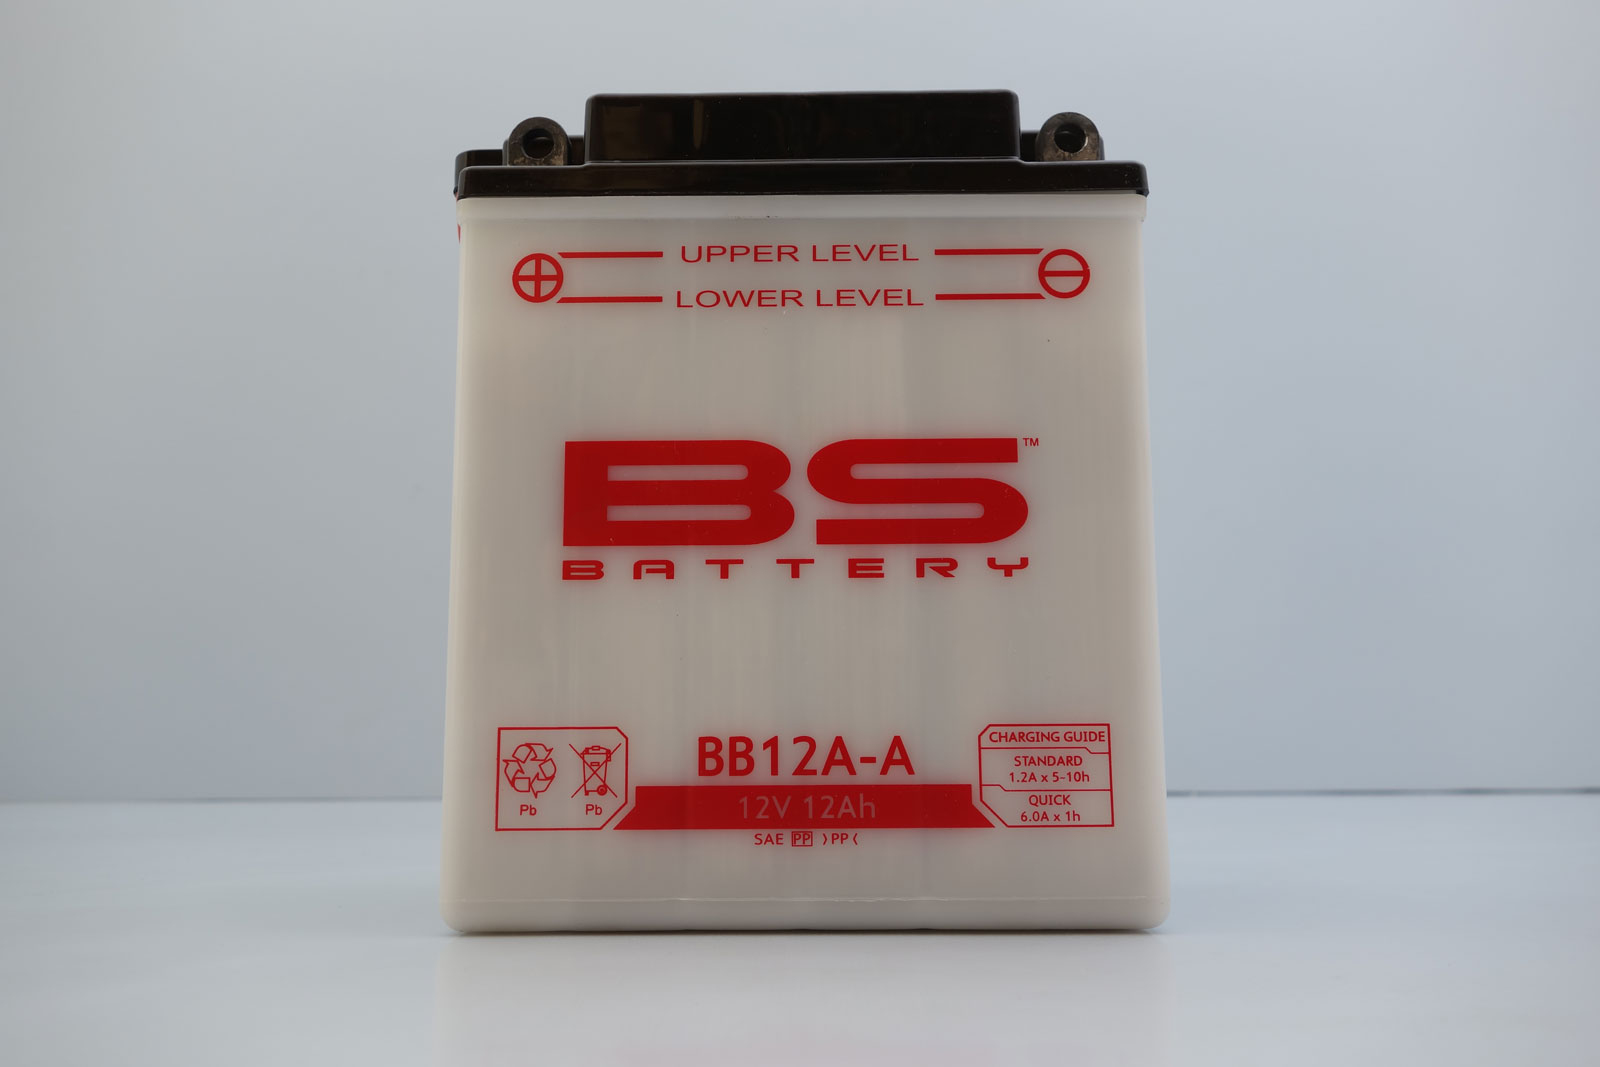 UPPER LEVEL
LOWER LEVEL
BS™
BATTERY
BB12A-A
12V 12Ah
SAE PP >PP<
Pb Pb
CHARGING GUIDE
STANDARD
1.2A x 5-10h
QUICK
6.0A x 1h